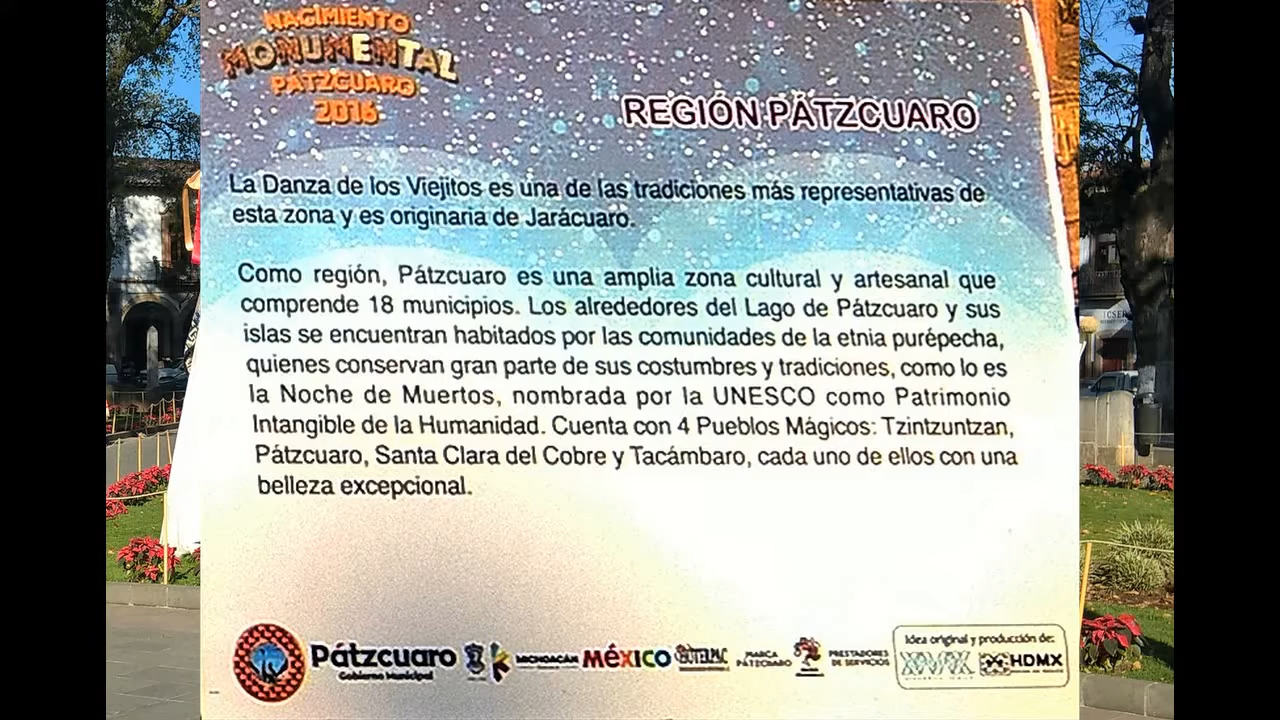 NACIMIENTO
MONUMENTAL
PÁTZCUARO
2016
REGIÓN PÁTZCUARO
La Danza de los Viejitos es una de las tradiciones más representativas de
esta zona y es originaria de Jarácuaro.
Como región, Pátzcuaro es una amplia zona cultural y artesanal que
comprende 18 municipios. Los alrededores del Lago de Pátzcuaro y sus
islas se encuentran habitados por las comunidades de la etnia purépecha,
quienes conservan gran parte de sus costumbres y tradiciones, como lo es
la Noche de Muertos, nombrada por la UNESCO como Patrimonio
Intangible de la Humanidad. Cuenta con 4 Pueblos Mágicos: Tzintzuntzan,
Pátzcuaro, Santa Clara del Cobre y Tacámbaro, cada uno de ellos con una
belleza excepcional.
Pátzcuaro
Gobierno Municipal
MICHOACÁN
MÉXICO
MARCA
PÁTZCUARO
PRESTADORES
DE SERVICIOS
Idea original y producción de:
HDMX